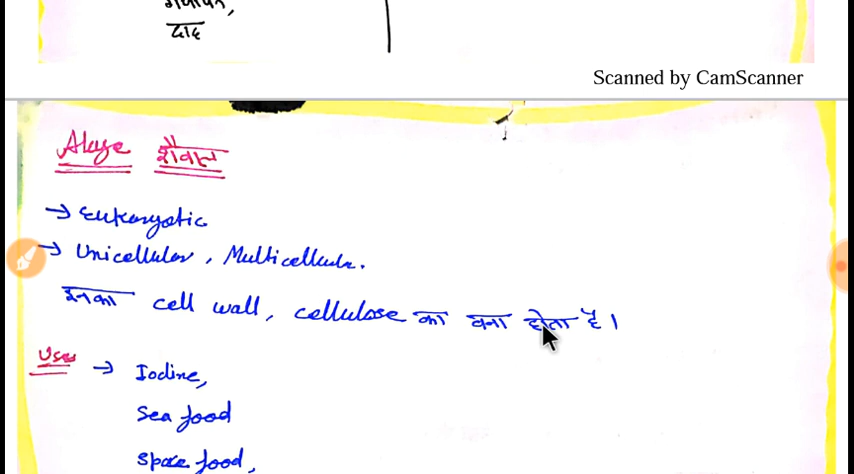 दाद
Scanned by CamScanner
Algae शैवाल
→ Eukaryotic
→ Unicellular, Multicellular.
इनका cell wall, cellulose का बना होता है।
Uses → Iodine,
Sea food
Space food,